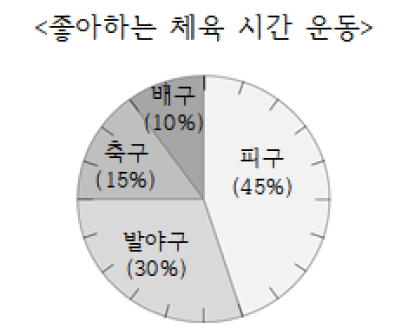 <좋아하는 체육 시간 운동>
배구
(10%)
피구
(45%)
축구
(15%)
발야구
(30%)